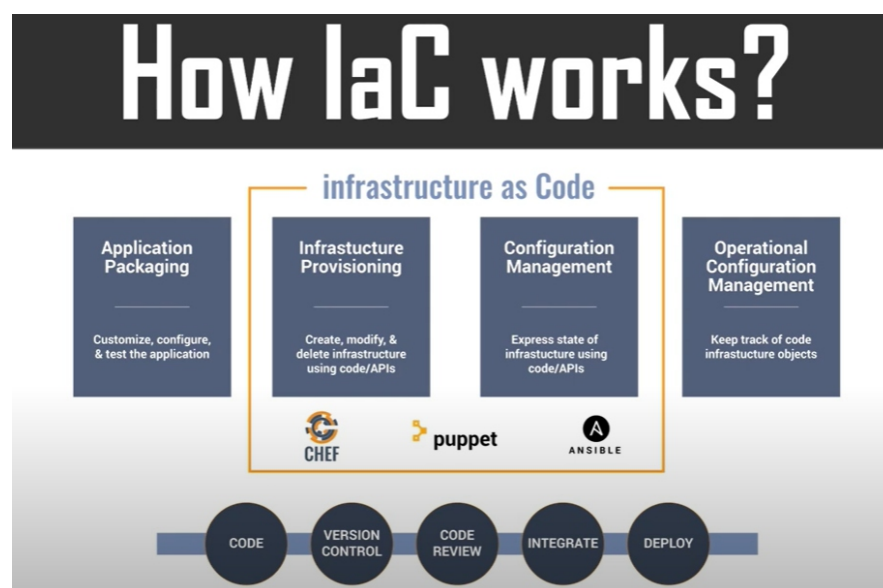 How IaC works?
infrastructure as Code
Application
Packaging
Customize, configure,
& test the application
Infrastucture
Provisioning
Create, modify, &
delete infrastructure
using code/APIs
Configuration
Management
Express state of
infrastucture using
code/APIs
Operational
Configuration
Management
Keep track of code
infrastucture objects
CHEF
puppet
ANSIBLE
CODE
VERSION
CONTROL
CODE
REVIEW
INTEGRATE
DEPLOY